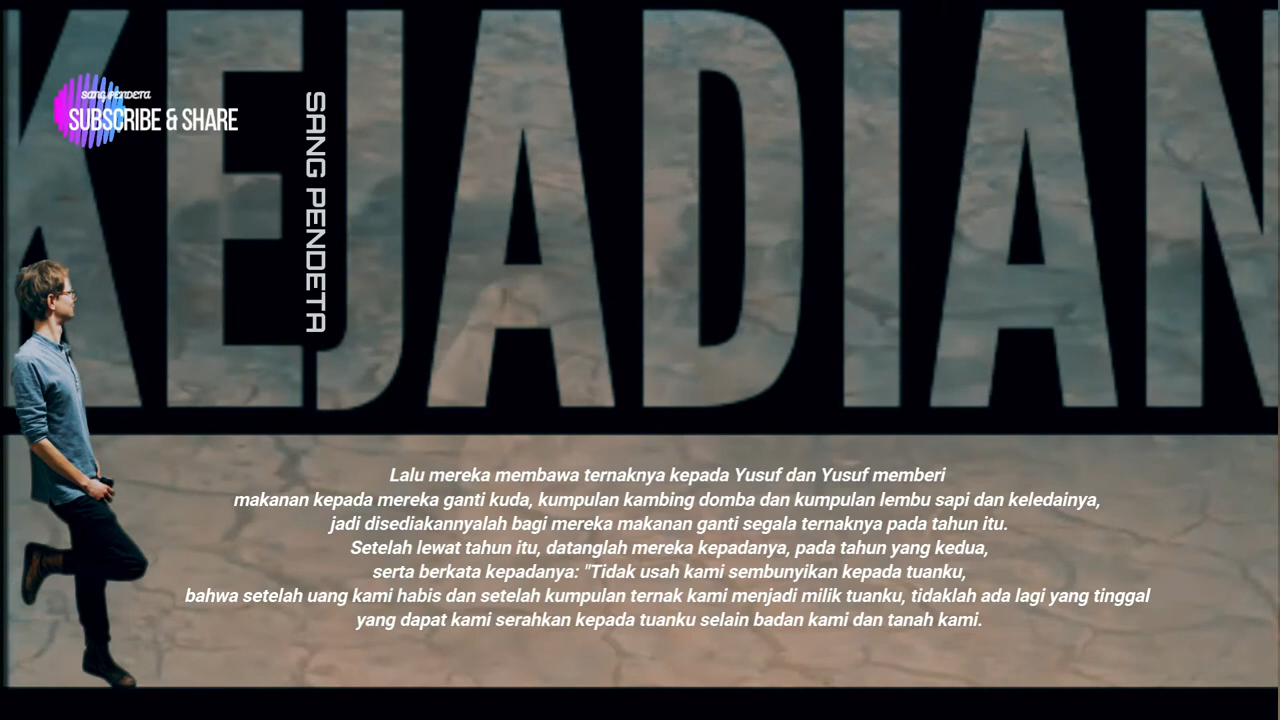 KEJADIAN
sang pendera
SUBSCRIBE & SHARE
SANG PENDETA
Lalu mereka membawa ternaknya kepada Yusuf dan Yusuf memberi
makanan kepada mereka ganti kuda, kumpulan kambing domba dan kumpulan lembu sapi dan keledainya,
jadi disediakannyalah bagi mereka makanan ganti segala ternaknya pada tahun itu.
Setelah lewat tahun itu, datanglah mereka kepadanya, pada tahun yang kedua,
serta berkata kepadanya: "Tidak usah kami sembunyikan kepada tuanku,
bahwa setelah uang kami habis dan setelah kumpulan ternak kami menjadi milik tuanku, tidaklah ada lagi yang tinggal
yang dapat kami serahkan kepada tuanku selain badan kami dan tanah kami.